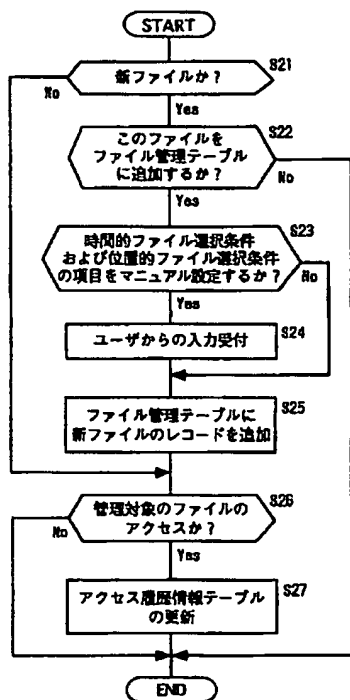 START
S21
新ファイルか？
No
Yes
S22
このファイルを
ファイル管理テーブル
に追加するか？
No
Yes
S23
時間的ファイル選択条件
および位置的ファイル選択条件
の項目をマニュアル設定するか？
No
Yes
S24
ユーザからの入力受付
S25
ファイル管理テーブルに
新ファイルのレコードを追加
S26
管理対象のファイルの
アクセスか？
No
Yes
S27
アクセス履歴情報テーブル
の更新
END